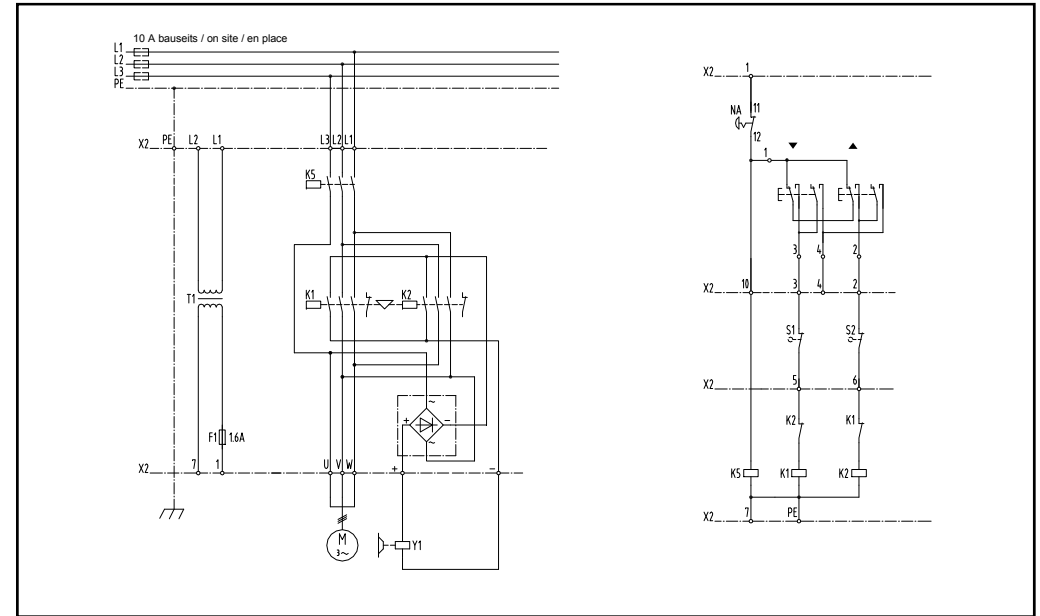 10 A bauseits / on site / en place
L1
L2
L3
PE
X2 PE L2 L1 L3 L2 L1
K5
K1 K2
T1
~
+ -
~
F1 1.6A
X2 7 1 U V W + -
M
3~
Y1
X2 1
NA 11
12
1
3 4 2
X2 10 3 4 2
S1 S2
X2 5 6
K2 K1
K5 K1 K2
X2 7 PE